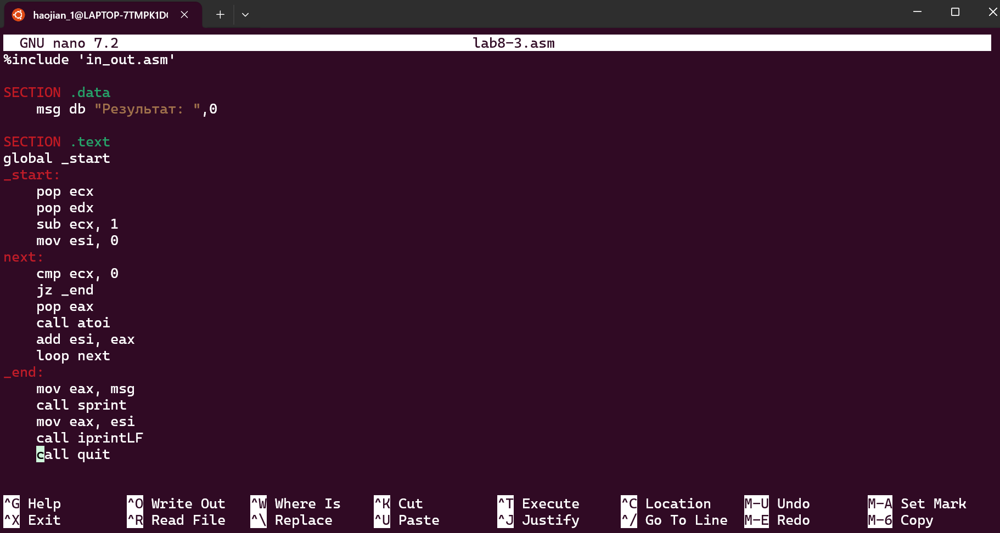 haojian_1@LAPTOP-7TMPK1D
GNU nano 7.2 lab8-3.asm
%include 'in_out.asm'
SECTION .data
msg db "Результат: ",0
SECTION .text
global _start
_start:
pop ecx
pop edx
sub ecx, 1
mov esi, 0
next:
cmp ecx, 0
jz _end
pop eax
call atoi
add esi, eax
loop next
_end:
mov eax, msg
call sprint
mov eax, esi
call iprintLF
call quit
^G Help ^O Write Out ^W Where Is ^K Cut ^T Execute ^C Location M-U Undo M-A Set Mark
^X Exit ^R Read File ^\ Replace ^U Paste ^J Justify ^/ Go To Line M-E Redo M-6 Copy